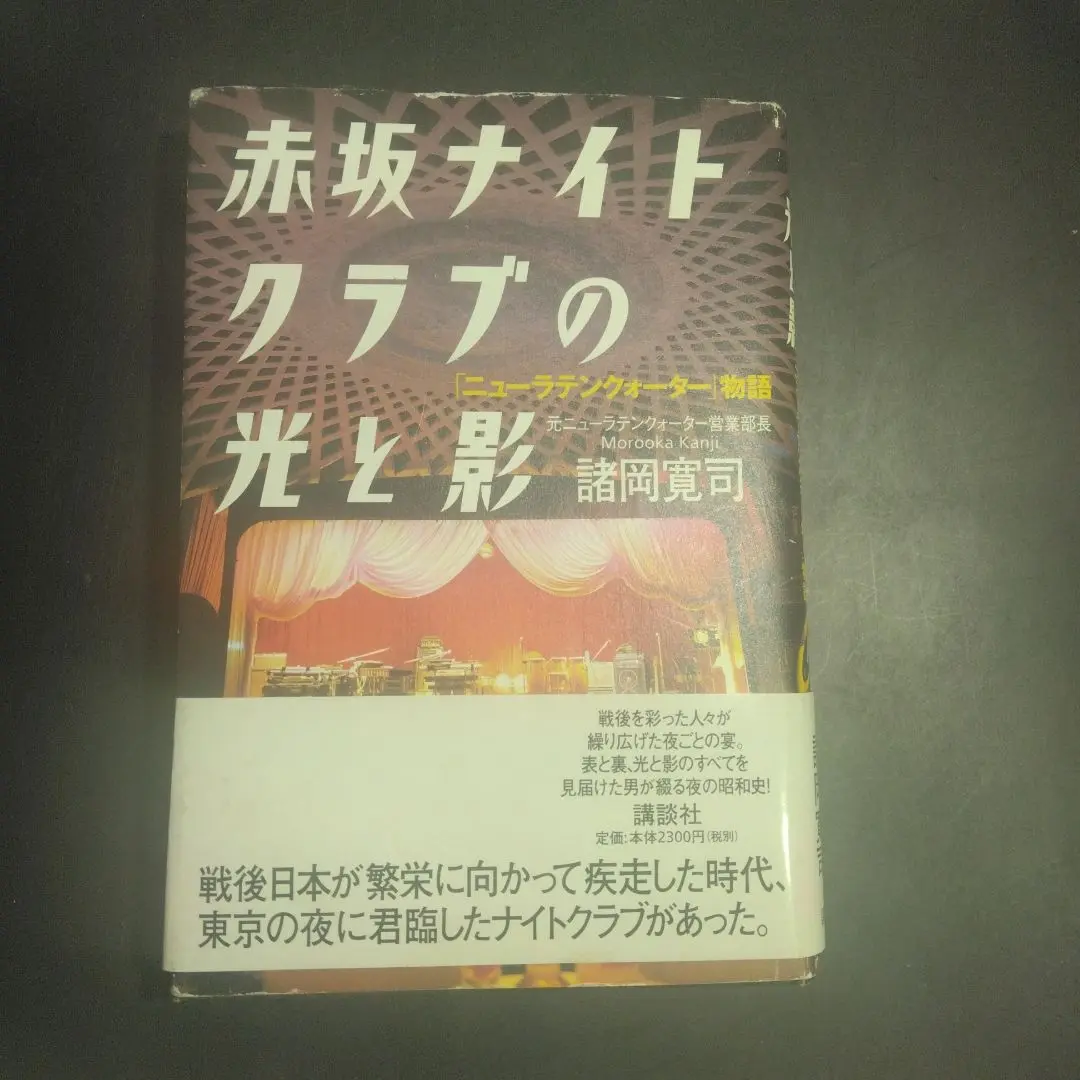 赤坂ナイト
クラブの
光と影
「ニューラテンクォーター」物語
元ニューラテンクォーター営業部長
Morooka Kanji
諸岡寛司
戦後を彩った人々が
繰り広げた夜ごとの宴。
表と裏、光と影のすべてを
見届けた男が綴る夜の昭和史!
講談社
定価:本体2300円(税別)
戦後日本が繁栄に向かって疾走した時代、
東京の夜に君臨したナイトクラブがあった。